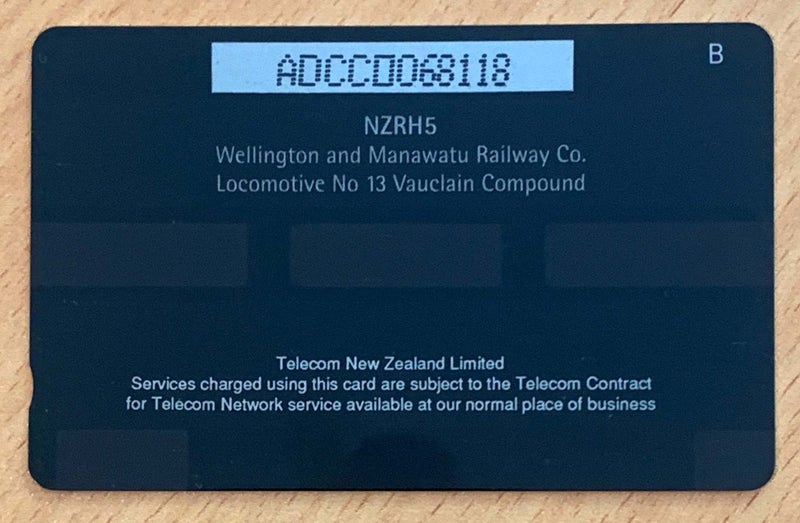 ADCCD068118
B
NZRH5
Wellington and Manawatu Railway Co.
Locomotive No 13 Vauclain Compound
Telecom New Zealand Limited
Services charged using this card are subject to the Telecom Contract
for Telecom Network service available at our normal place of business